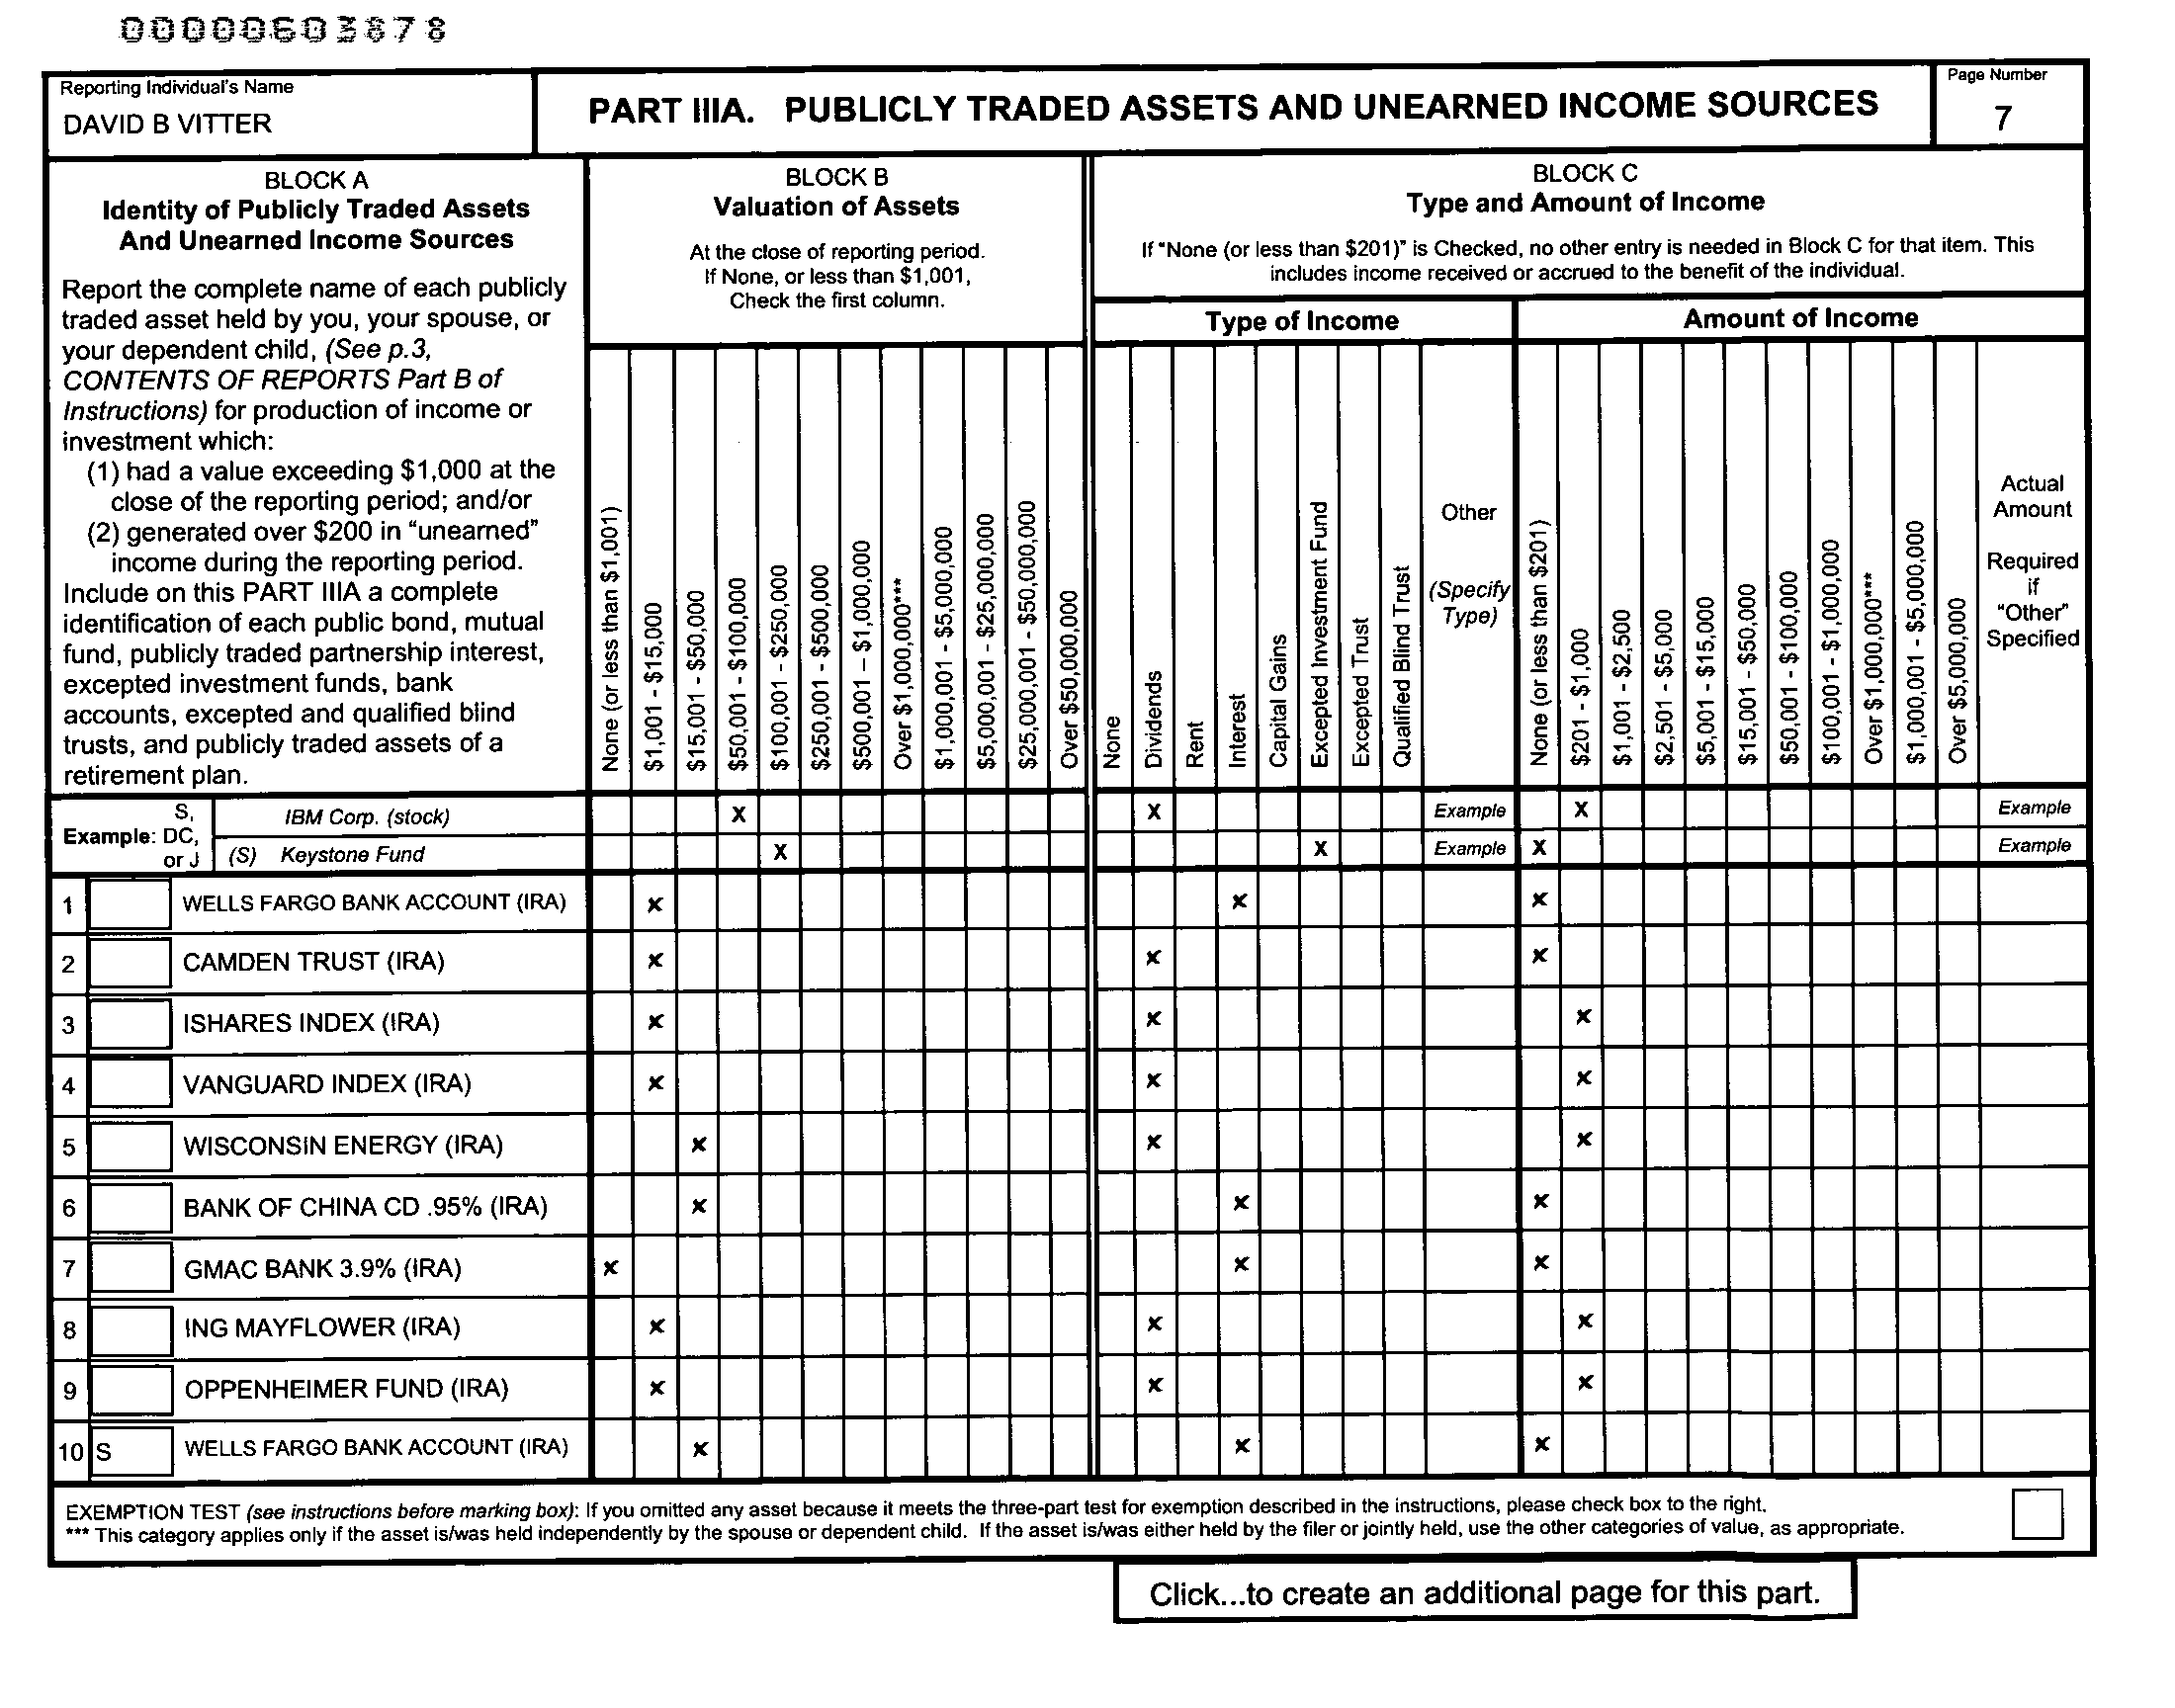 00000603878
Reporting Individual's Name
DAVID B VITTER
PART IIIA. PUBLICLY TRADED ASSETS AND UNEARNED INCOME SOURCES
Page Number
7
BLOCK A
Identity of Publicly Traded Assets
And Unearned Income Sources
Report the complete name of each publicly
traded asset held by you, your spouse, or
your dependent child, (See p.3,
CONTENTS OF REPORTS Part B of
Instructions) for production of income or
investment which:
(1) had a value exceeding $1,000 at the
close of the reporting period; and/or
(2) generated over $200 in "unearned"
income during the reporting period.
Include on this PART IIIA a complete
identification of each public bond, mutual
fund, publicly traded partnership interest,
excepted investment funds, bank
accounts, excepted and qualified blind
trusts, and publicly traded assets of a
retirement plan.
BLOCK B
Valuation of Assets
At the close of reporting period.
If None, or less than $1,001,
Check the first column.
None (or less than $1,001)
$1,001 - $15,000
$15,001 - $50,000
$50,001 - $100,000
$100,001 - $250,000
$250,001 - $500,000
$500,001 – $1,000,000
Over $1,000,000***
$1,000,001 - $5,000,000
$5,000,001 - $25,000,000
$25,000,001 - $50,000,000
Over $50,000,000
BLOCK C
Type and Amount of Income
If "None (or less than $201)" is Checked, no other entry is needed in Block C for that item. This
includes income received or accrued to the benefit of the individual.
Type of Income
None
Dividends
Rent
Interest
Capital Gains
Excepted Investment Fund
Excepted Trust
Qualified Blind Trust
Other
(Specify
Type)
Amount of Income
None (or less than $201)
$201 - $1,000
$1,001 - $2,500
$2,501 - $5,000
$5,001 - $15,000
$15,001 - $50,000
$50,001 - $100,000
$100,001 - $1,000,000
Over $1,000,000***
$1,000,001 - $5,000,000
Over $5,000,000
Actual
Amount
Required
if
"Other"
Specified
Example: S,
DC,
or J
IBM Corp. (stock) X X Example X Example
(S) Keystone Fund X X Example X Example
1 WELLS FARGO BANK ACCOUNT (IRA) x x x
2 CAMDEN TRUST (IRA) x x x
3 ISHARES INDEX (IRA) x x x
4 VANGUARD INDEX (IRA) x x x
5 WISCONSIN ENERGY (IRA) x x x
6 BANK OF CHINA CD .95% (IRA) x x x
7 GMAC BANK 3.9% (IRA) x x x
8 ING MAYFLOWER (IRA) x x x
9 OPPENHEIMER FUND (IRA) x x x
10 S WELLS FARGO BANK ACCOUNT (IRA) x x x
EXEMPTION TEST (see instructions before marking box): If you omitted any asset because it meets the three-part test for exemption described in the instructions, please check box to the right.
*** This category applies only if the asset is/was held independently by the spouse or dependent child. If the asset is/was either held by the filer or jointly held, use the other categories of value, as appropriate.
Click...to create an additional page for this part.